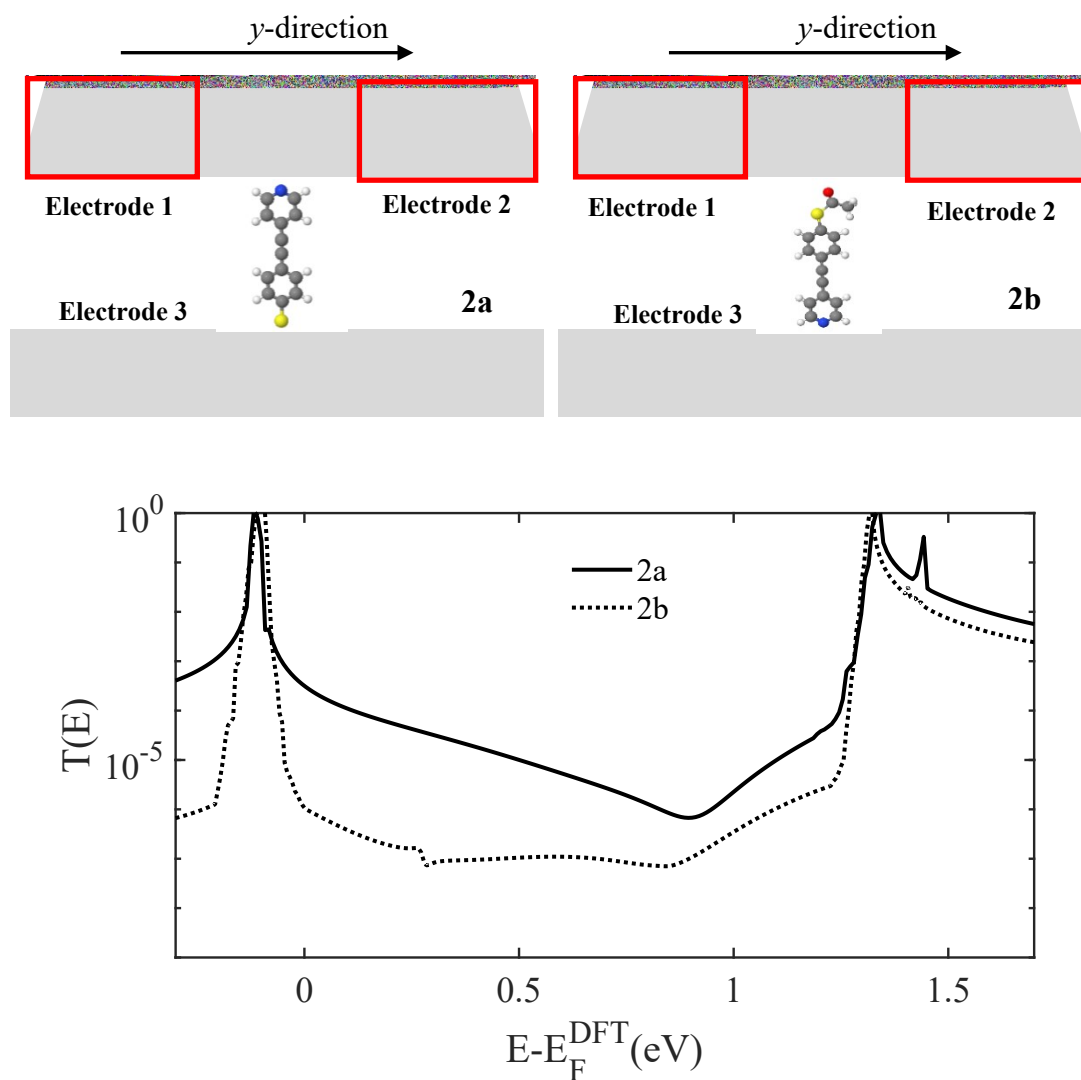 y-direction
y-direction
Electrode 1
Electrode 2
Electrode 1
Electrode 2
Electrode 3
2a
Electrode 3
2b
10^0
2a
2b
T(E)
10^-5
0
0.5
1
1.5
E-E_F^DFT(eV)